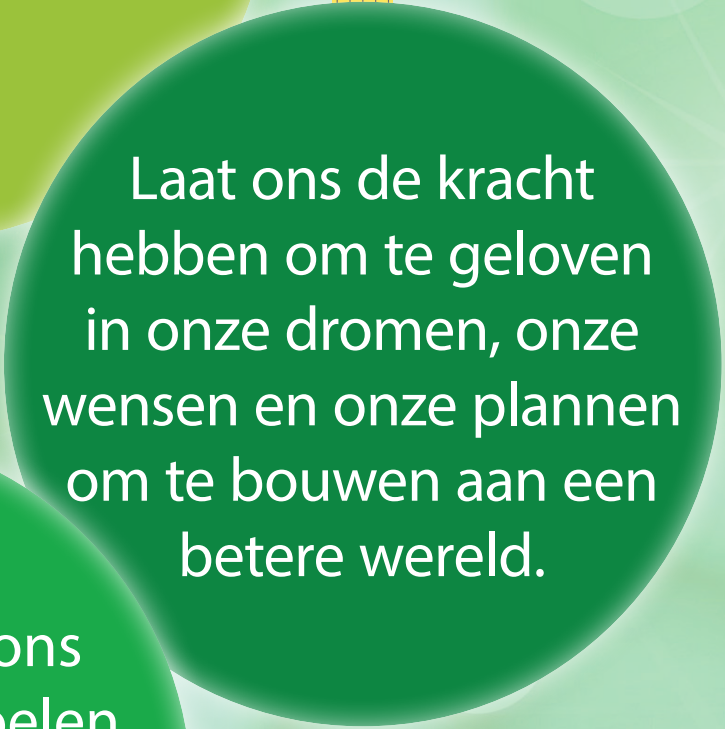 Laat ons de kracht
hebben om te geloven
in onze dromen, onze
wensen en onze plannen
om te bouwen aan een
betere wereld.
ons